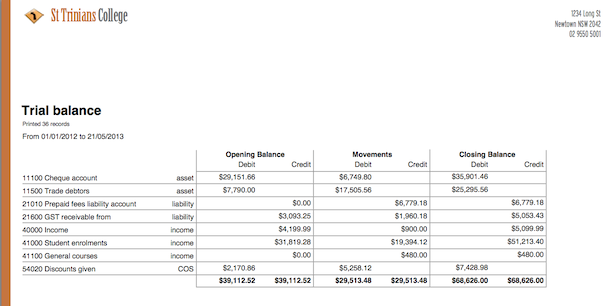 St Trinians College
1234 Long St
Newtown NSW 2042
02 9550 5001
Trial balance
Printed 36 records
From 01/01/2012 to 21/05/2013
Opening Balance Movements Closing Balance
Debit Credit Debit Credit Debit Credit
11100 Cheque account asset $29,151.66 $6,749.80 $35,901.46
11500 Trade debtors asset $7,790.00 $17,505.56 $25,295.56
21010 Prepaid fees liability account liability $0.00 $6,779.18 $6,779.18
21600 GST receivable from liability $3,093.25 $1,960.18 $5,053.43
40000 Income income $4,199.99 $900.00 $5,099.99
41000 Student enrolments income $31,819.28 $19,394.12 $51,213.40
41100 General courses income $0.00 $480.00 $480.00
54020 Discounts given COS $2,170.86 $5,258.12 $7,428.98
$39,112.52 $39,112.52 $29,513.48 $29,513.48 $68,626.00 $68,626.00